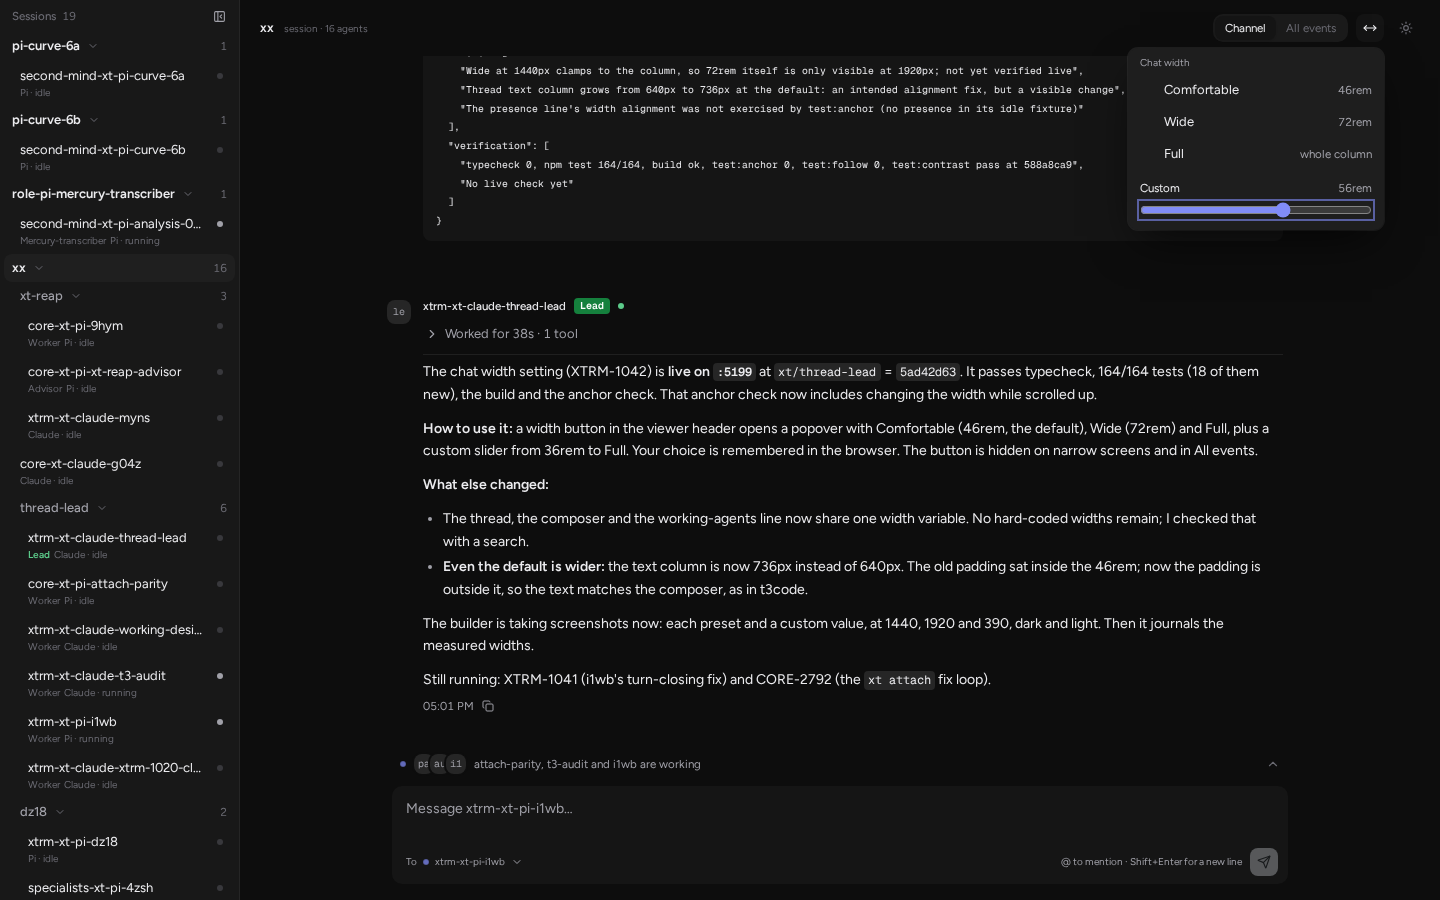 Sessions 19
pi-curve-6a 1
second-mind-xt-pi-curve-6a
Pi · idle
pi-curve-6b 1
second-mind-xt-pi-curve-6b
Pi · idle
role-pi-mercury-transcriber 1
second-mind-xt-pi-analysis-0...
Mercury-transcriber Pi · running
xx 16
xt-reap 3
core-xt-pi-9hym
Worker Pi · idle
core-xt-pi-xt-reap-advisor
Advisor Pi · idle
xtrm-xt-claude-myns
Claude · idle
core-xt-claude-g04z
Claude · idle
thread-lead 6
xtrm-xt-claude-thread-lead
Lead Claude · idle
core-xt-pi-attach-parity
Worker Pi · idle
xtrm-xt-claude-working-desi...
Worker Claude · idle
xtrm-xt-claude-t3-audit
Worker Claude · running
xtrm-xt-pi-i1wb
Worker Pi · running
xtrm-xt-claude-xtrm-1020-cl...
Worker Claude · idle
dz18 2
xtrm-xt-pi-dz18
Pi · idle
specialists-xt-pi-4zsh
xx session · 16 agents
Channel All events
Chat width
Comfortable 46rem
Wide 72rem
Full whole column
Custom 56rem
"Wide at 1440px clamps to the column, so 72rem itself is only visible at 1920px; not yet verified live",
"Thread text column grows from 640px to 736px at the default: an intended alignment fix, but a visible change",
"The presence line's width alignment was not exercised by test:anchor (no presence in its idle fixture)"
],
"verification": [
"typecheck 0, npm test 164/164, build ok, test:anchor 0, test:follow 0, test:contrast pass at 588a8ca9",
"No live check yet"
]
}
le xtrm-xt-claude-thread-lead Lead
Worked for 38s · 1 tool
The chat width setting (XTRM-1042) is live on :5199 at xt/thread-lead = 5ad42d63. It passes typecheck, 164/164 tests (18 of them
new), the build and the anchor check. That anchor check now includes changing the width while scrolled up.
How to use it: a width button in the viewer header opens a popover with Comfortable (46rem, the default), Wide (72rem) and Full, plus a
custom slider from 36rem to Full. Your choice is remembered in the browser. The button is hidden on narrow screens and in All events.
What else changed:
• The thread, the composer and the working-agents line now share one width variable. No hard-coded widths remain; I checked that
with a search.
• Even the default is wider: the text column is now 736px instead of 640px. The old padding sat inside the 46rem; now the padding is
outside it, so the text matches the composer, as in t3code.
The builder is taking screenshots now: each preset and a custom value, at 1440, 1920 and 390, dark and light. Then it journals the
measured widths.
Still running: XTRM-1041 (i1wb's turn-closing fix) and CORE-2792 (the xt attach fix loop).
05:01 PM
pa au i1 attach-parity, t3-audit and i1wb are working
Message xtrm-xt-pi-i1wb...
To xtrm-xt-pi-i1wb @ to mention · Shift+Enter for a new line